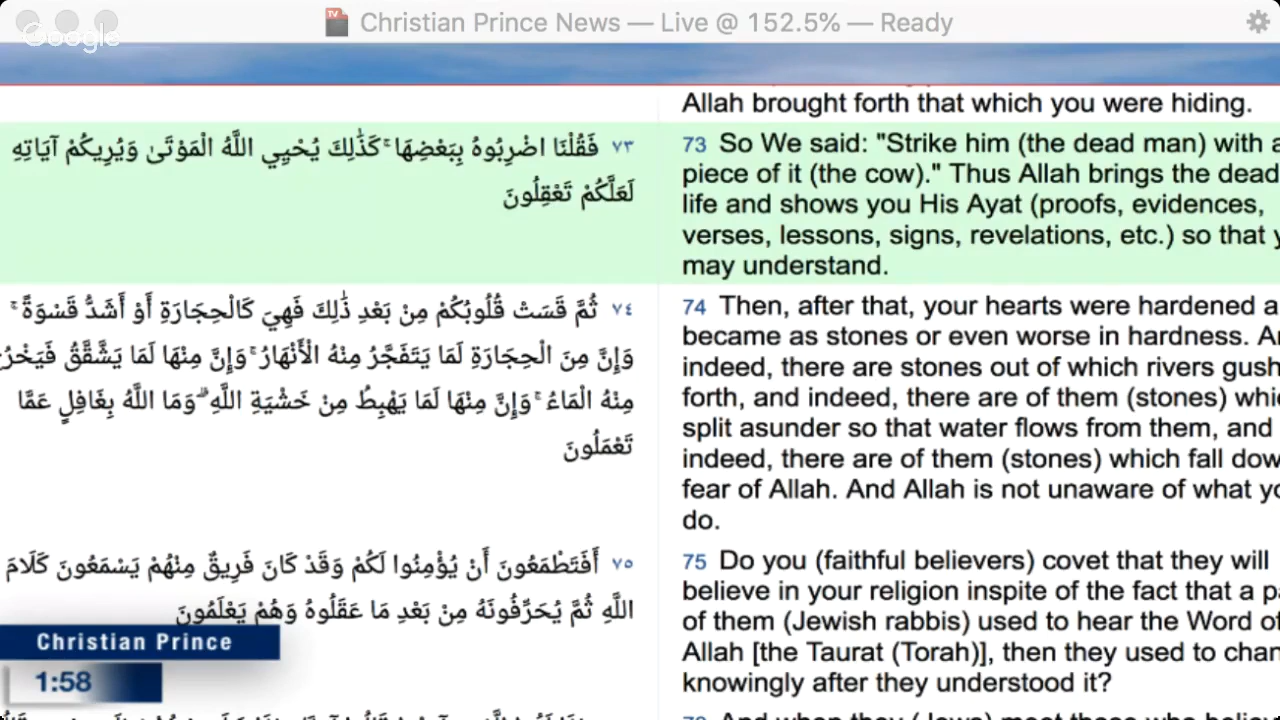 Google
Christian Prince News — Live @ 152.5% — Ready
Allah brought forth that which you were hiding.
٧٣ فَقُلْنَا اضْرِبُوهُ بِبَعْضِهَا ۚ كَذَٰلِكَ يُحْيِي اللَّهُ الْمَوْتَىٰ وَيُرِيكُمْ آيَاتِهِ
لَعَلَّكُمْ تَعْقِلُونَ
73 So We said: "Strike him (the dead man) with a
piece of it (the cow)." Thus Allah brings the dead
life and shows you His Ayat (proofs, evidences,
verses, lessons, signs, revelations, etc.) so that y
may understand.
٧٤ ثُمَّ قَسَتْ قُلُوبُكُمْ مِنْ بَعْدِ ذَٰلِكَ فَهِيَ كَالْحِجَارَةِ أَوْ أَشَدُّ قَسْوَةً ۚ
وَإِنَّ مِنَ الْحِجَارَةِ لَمَا يَتَفَجَّرُ مِنْهُ الْأَنْهَارُ ۚ وَإِنَّ مِنْهَا لَمَا يَشَّقَّقُ فَيَخْرُجُ
مِنْهُ الْمَاءُ ۚ وَإِنَّ مِنْهَا لَمَا يَهْبِطُ مِنْ خَشْيَةِ اللَّهِ ۗ وَمَا اللَّهُ بِغَافِلٍ عَمَّا
تَعْمَلُونَ
74 Then, after that, your hearts were hardened a
became as stones or even worse in hardness. An
indeed, there are stones out of which rivers gush
forth, and indeed, there are of them (stones) whic
split asunder so that water flows from them, and
indeed, there are of them (stones) which fall dow
fear of Allah. And Allah is not unaware of what yo
do.
٧٥ أَفَتَطْمَعُونَ أَنْ يُؤْمِنُوا لَكُمْ وَقَدْ كَانَ فَرِيقٌ مِنْهُمْ يَسْمَعُونَ كَلَامَ
اللَّهِ ثُمَّ يُحَرِّفُونَهُ مِنْ بَعْدِ مَا عَقَلُوهُ وَهُمْ يَعْلَمُونَ
75 Do you (faithful believers) covet that they will
believe in your religion inspite of the fact that a pa
of them (Jewish rabbis) used to hear the Word of
Allah [the Taurat (Torah)], then they used to chan
knowingly after they understood it?
Christian Prince
1:58